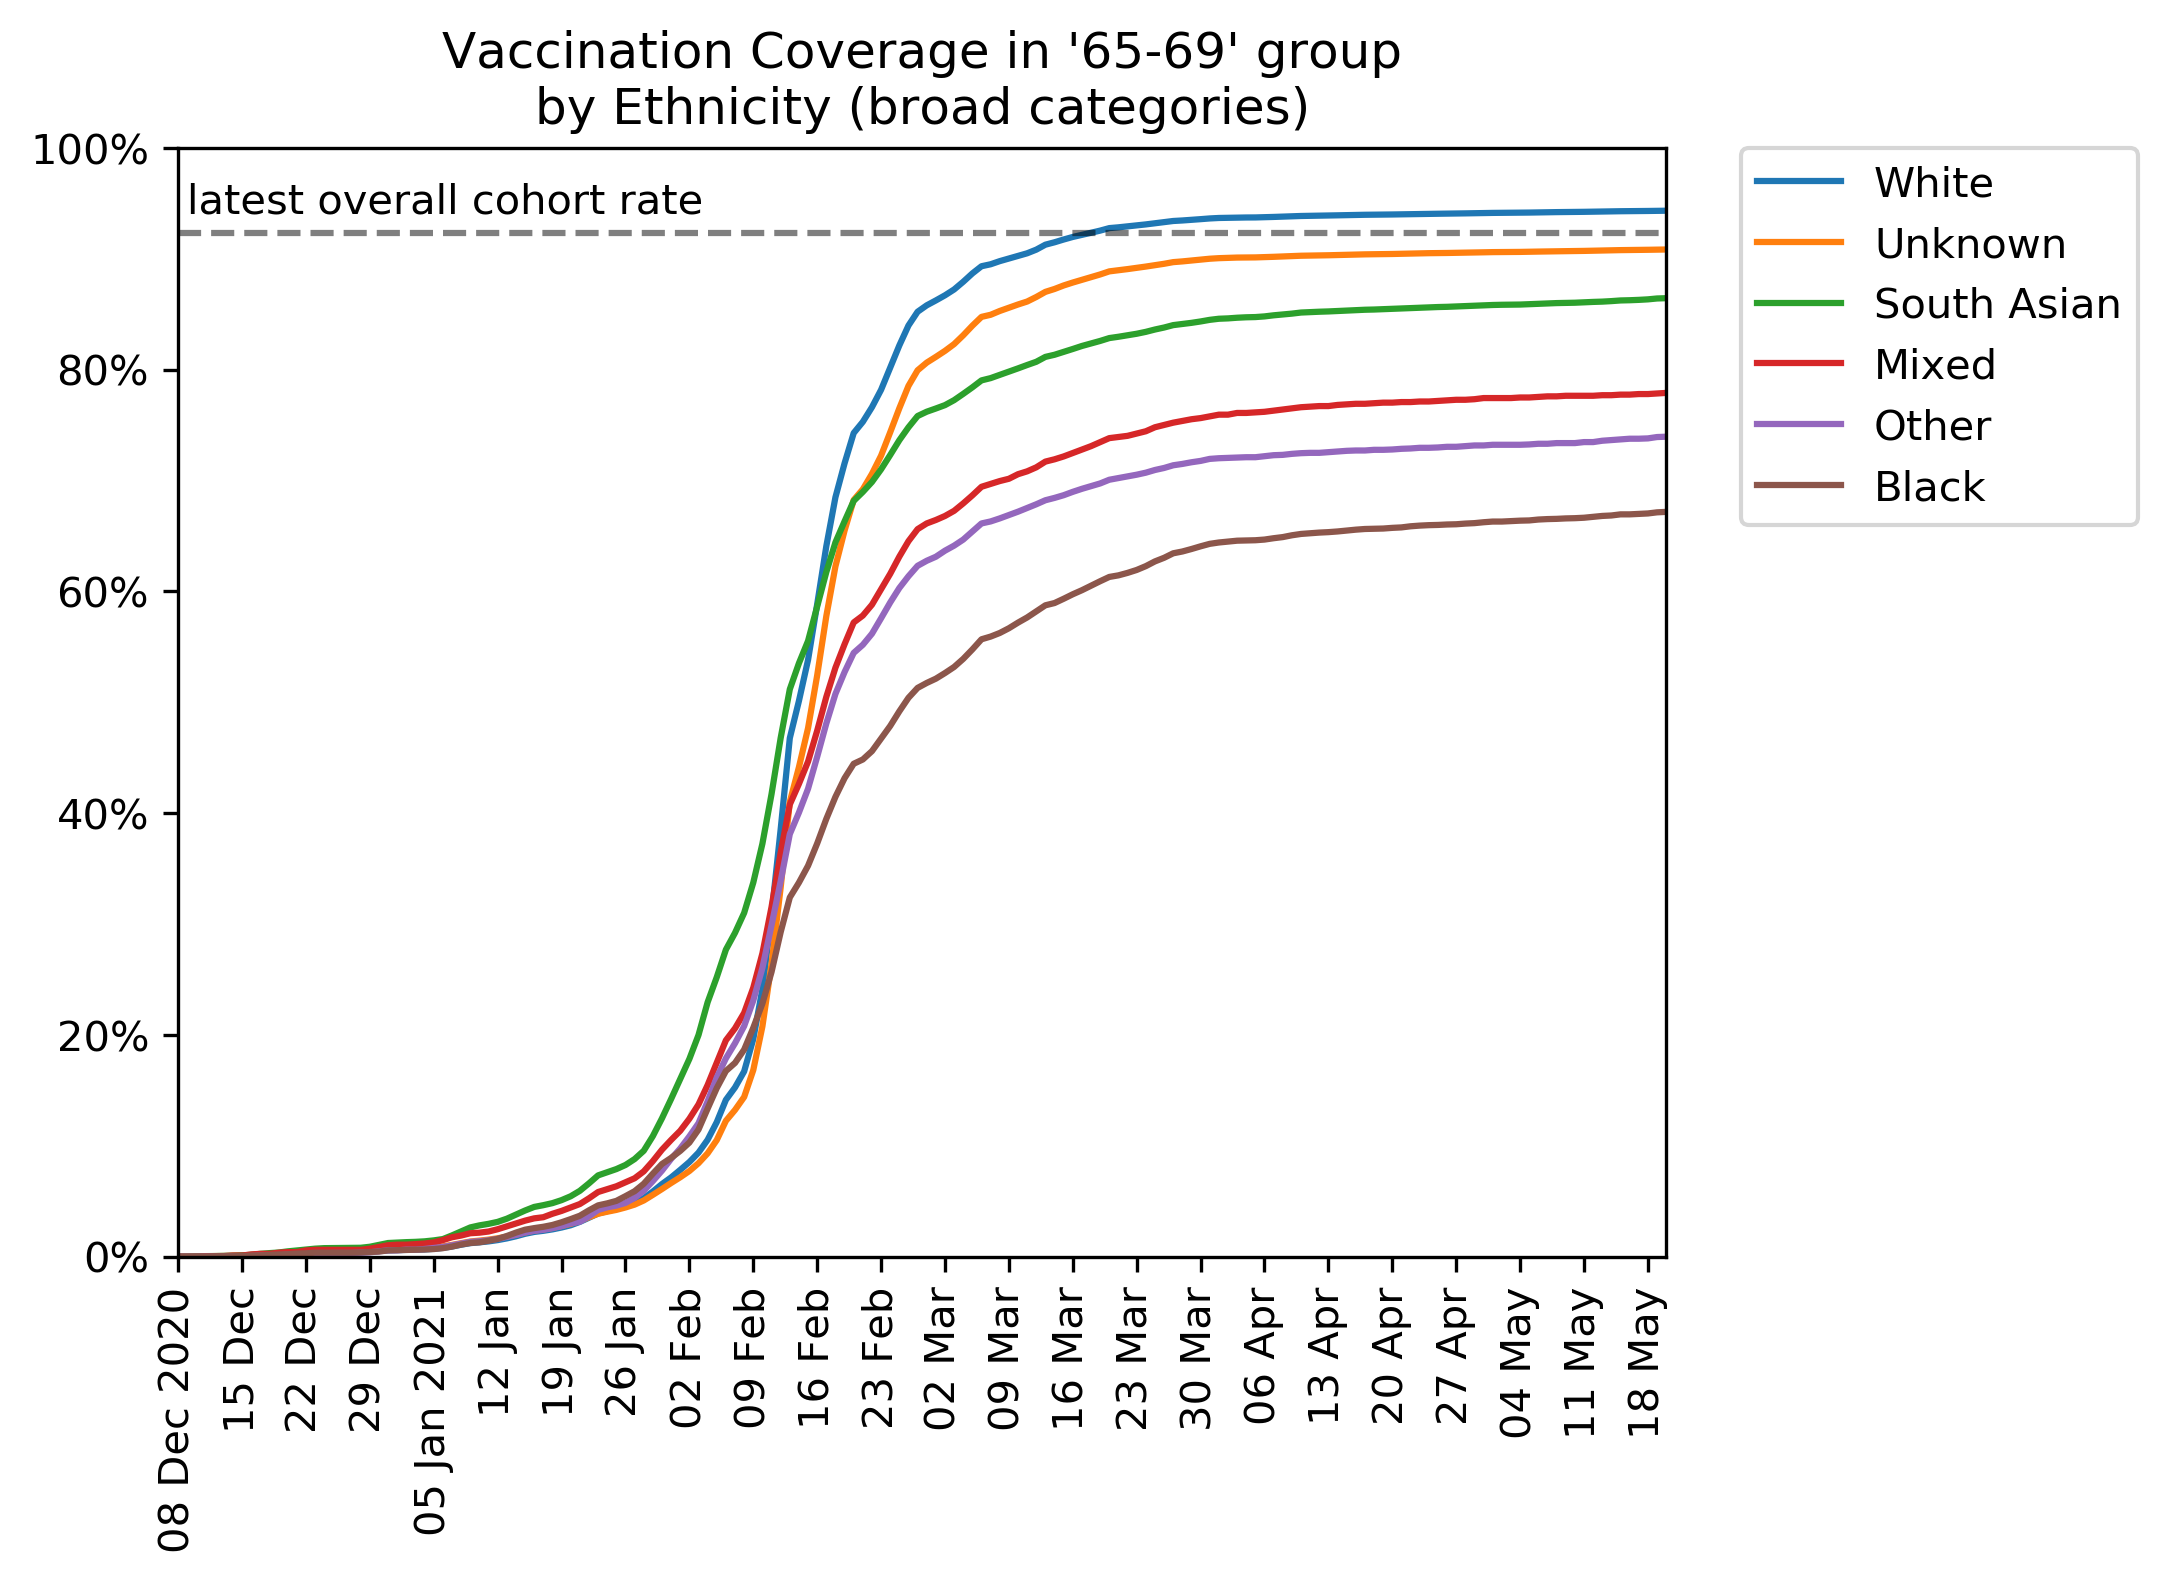 Vaccination Coverage in '65-69' group
by Ethnicity (broad categories)
100%
80%
60%
40%
20%
0%
latest overall cohort rate
White
Unknown
South Asian
Mixed
Other
Black
08 Dec 2020
15 Dec
22 Dec
29 Dec
05 Jan 2021
12 Jan
19 Jan
26 Jan
02 Feb
09 Feb
16 Feb
23 Feb
02 Mar
09 Mar
16 Mar
23 Mar
30 Mar
06 Apr
13 Apr
20 Apr
27 Apr
04 May
11 May
18 May